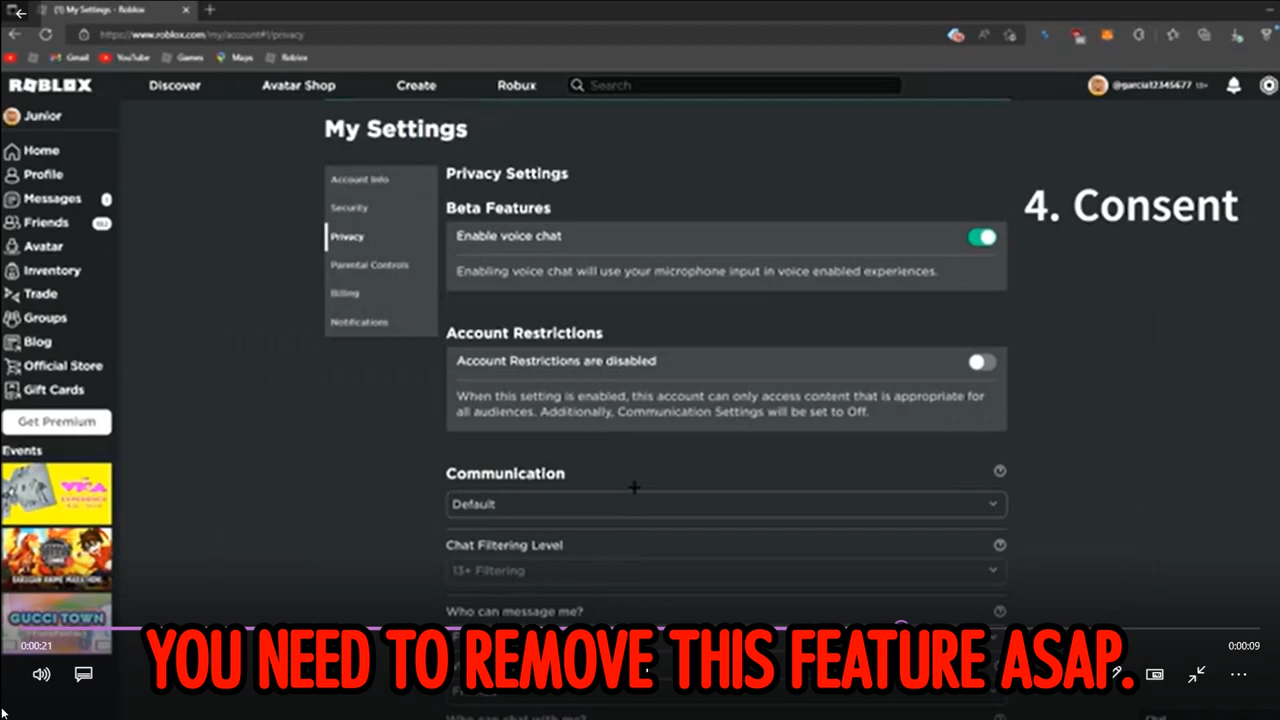 My Settings - Roblox
https://www.roblox.com/my/account#!/privacy
Gmail
YouTube
Games
Maps
Roblox
ROBLOX
Discover
Avatar Shop
Create
Robux
Search
@garcia12345677 13+
Junior
Home
Profile
Messages
Friends
Avatar
Inventory
Trade
Groups
Blog
Official Store
Gift Cards
Get Premium
Events
GUCCI TOWN
My Settings
Account Info
Security
Privacy
Parental Controls
Billing
Notifications
Privacy Settings
Beta Features
Enable voice chat
Enabling voice chat will use your microphone input in voice enabled experiences.
Account Restrictions
Account Restrictions are disabled
When this setting is enabled, this account can only access content that is appropriate for
all audiences. Additionally, Communication Settings will be set to Off.
Communication
Default
Chat Filtering Level
13+ Filtering
Who can message me?
4. Consent
YOU NEED TO REMOVE THIS FEATURE ASAP.
0:00:21
0:00:09